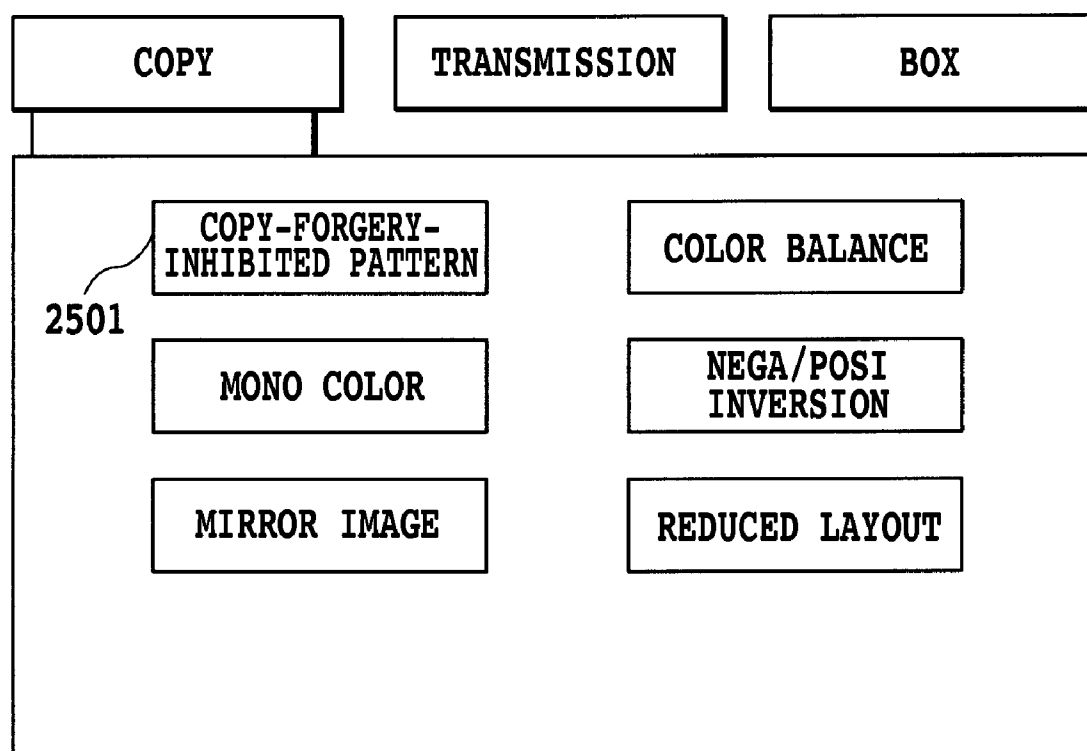 COPY
TRANSMISSION
BOX
COPY-FORGERY-
INHIBITED PATTERN
COLOR BALANCE
2501
MONO COLOR
NEGA/POSI
INVERSION
MIRROR IMAGE
REDUCED LAYOUT